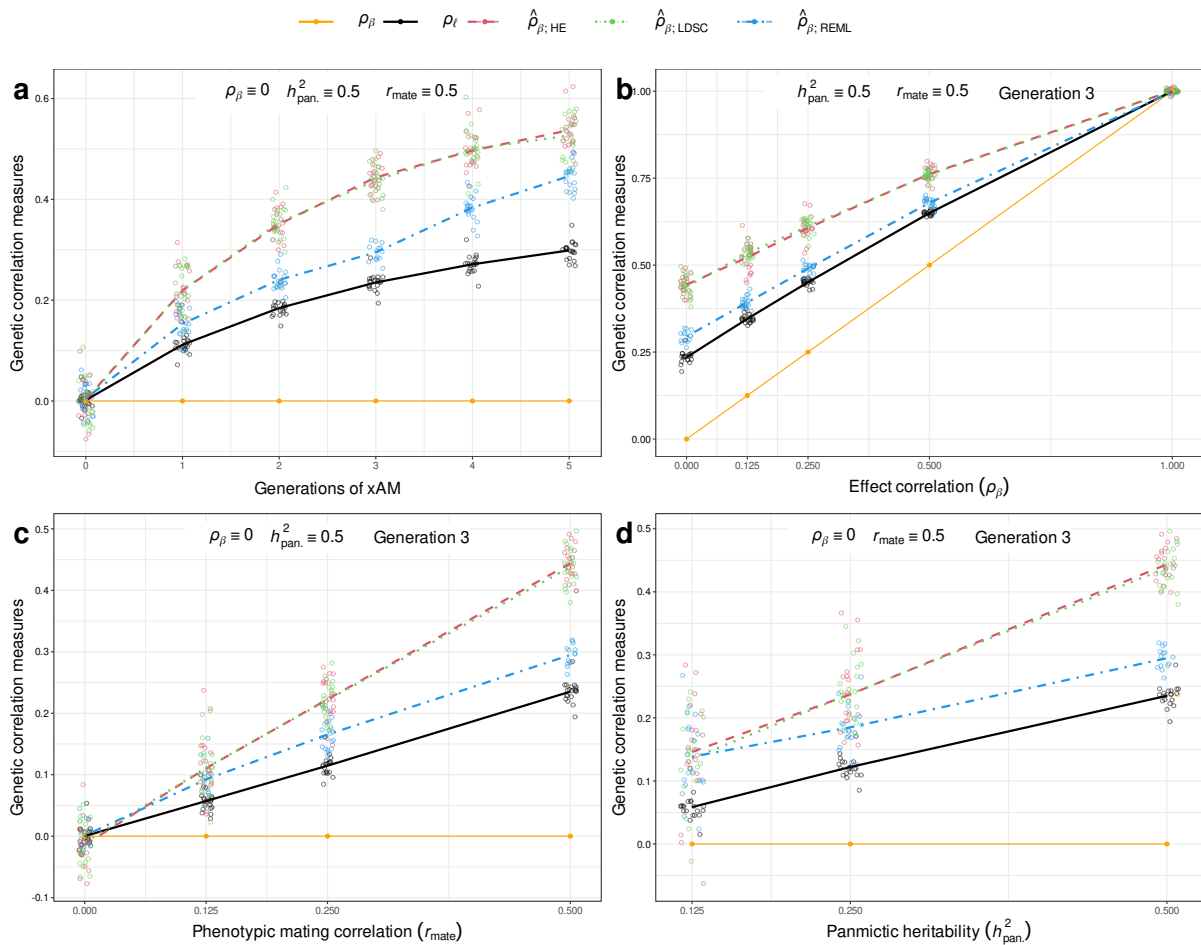 ρβ ρℓ ρ̂β; HE ρ̂β; LDSC ρ̂β; REML
a
ρβ ≡ 0 h²pan. ≡ 0.5 rmate ≡ 0.5
Genetic correlation measures
0.6
0.4
0.2
0.0
0 1 2 3 4 5
Generations of xAM
b
h²pan. ≡ 0.5 rmate ≡ 0.5 Generation 3
Genetic correlation measures
1.00
0.75
0.50
0.25
0.00
0.000 0.125 0.250 0.500 1.000
Effect correlation (ρβ)
c
ρβ ≡ 0 h²pan. ≡ 0.5 Generation 3
Genetic correlation measures
0.5
0.4
0.3
0.2
0.1
0.0
-0.1
0.000 0.125 0.250 0.500
Phenotypic mating correlation (rmate)
d
ρβ ≡ 0 rmate ≡ 0.5 Generation 3
Genetic correlation measures
0.5
0.4
0.3
0.2
0.1
0.0
0.125 0.250 0.500
Panmictic heritability (h²pan.)